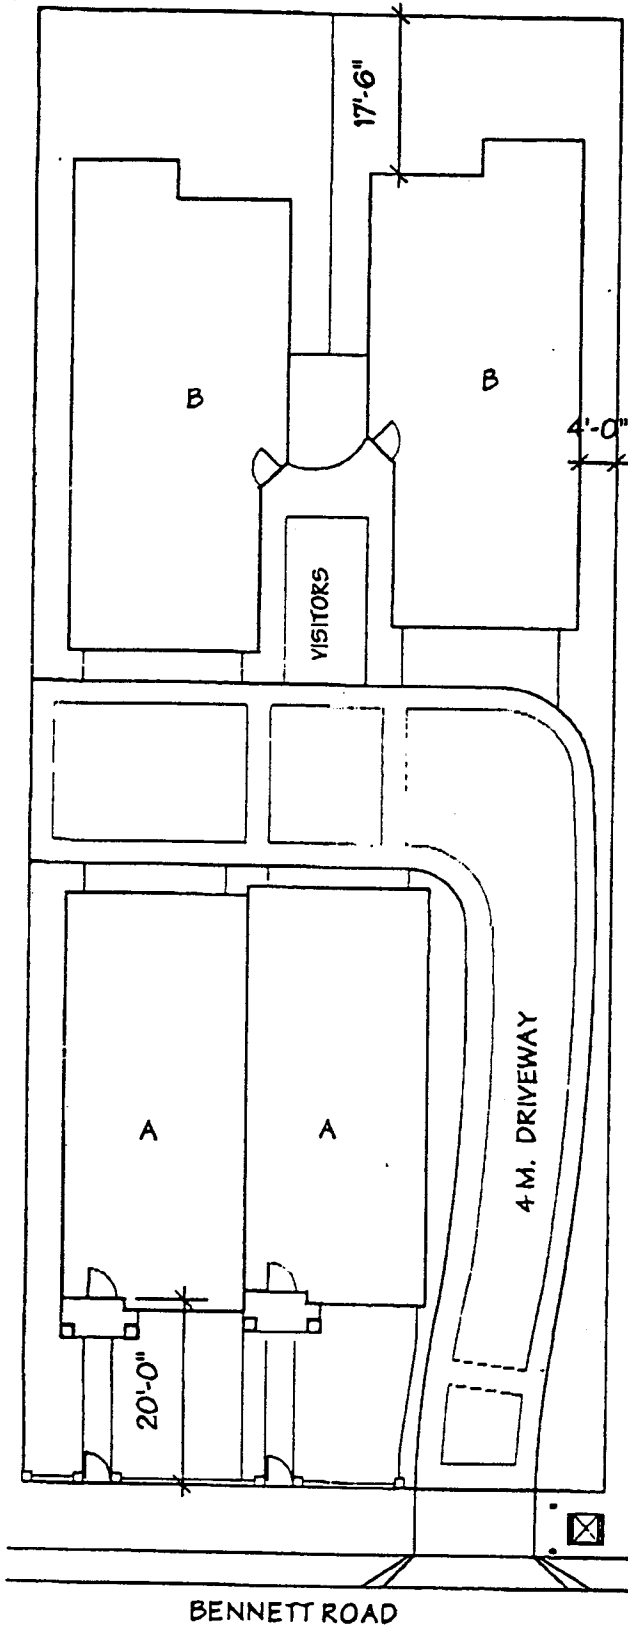 17'-6"
B
B
4'-0"
VISITORS
A
A
4 M. DRIVEWAY
20'-0"
BENNETT ROAD